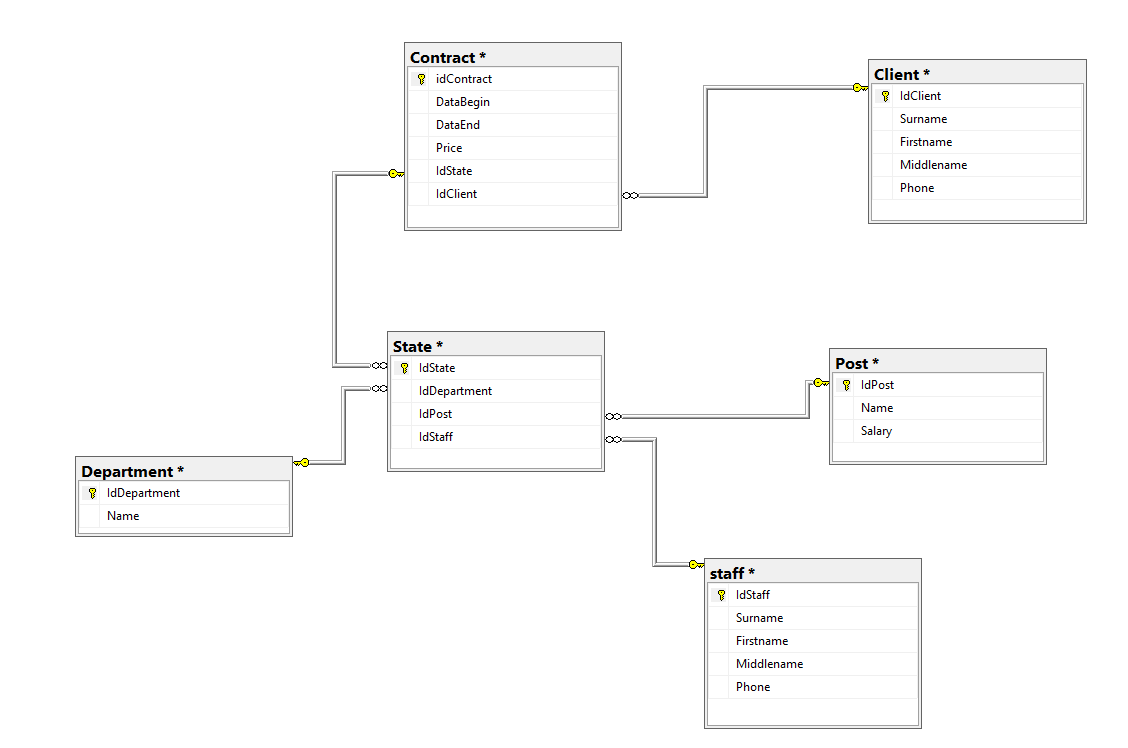 Contract *
idContract
DataBegin
DataEnd
Price
IdState
IdClient
Client *
IdClient
Surname
Firstname
Middlename
Phone
State *
IdState
IdDepartment
IdPost
IdStaff
Post *
IdPost
Name
Salary
Department *
IdDepartment
Name
staff *
IdStaff
Surname
Firstname
Middlename
Phone